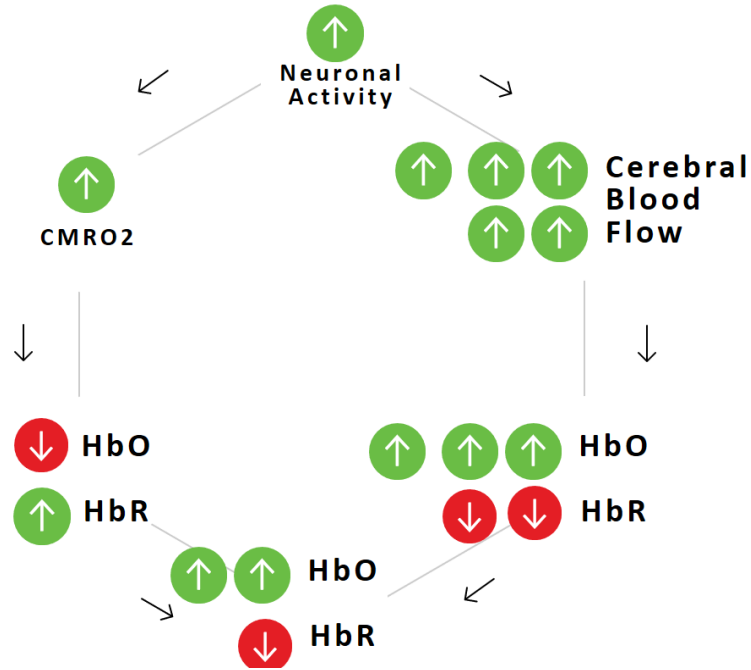 Neuronal
Activity
CMRO2
Cerebral
Blood
Flow
HbO
HbR
HbO
HbR
HbO
HbR